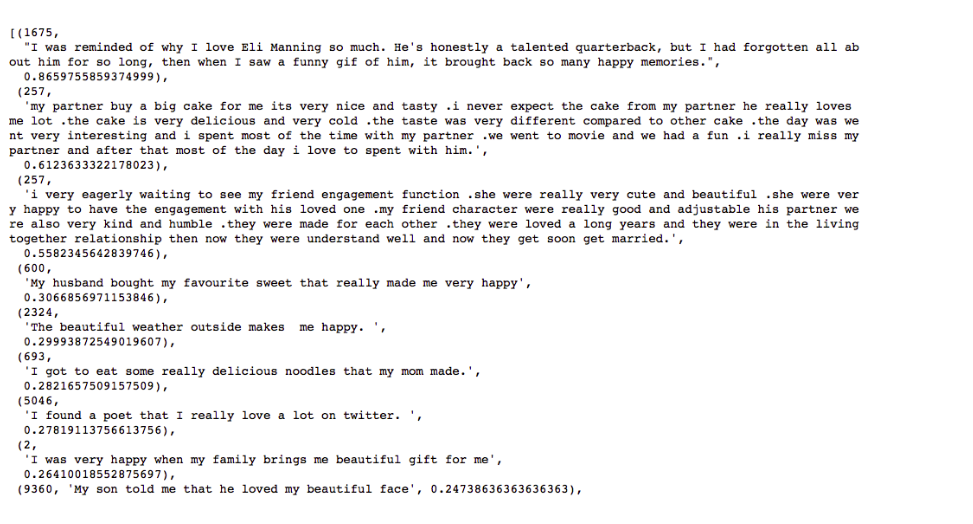 [(1675,
"I was reminded of why I love Eli Manning so much. He's honestly a talented quarterback, but I had forgotten all ab
out him for so long, then when I saw a funny gif of him, it brought back so many happy memories.",
0.8659755859374999),
(257,
'my partner buy a big cake for me its very nice and tasty .i never expect the cake from my partner he really loves
me lot .the cake is very delicious and very cold .the taste was very different compared to other cake .the day was we
nt very interesting and i spent most of the time with my partner .we went to movie and we had a fun .i really miss my
partner and after that most of the day i love to spent with him.',
0.6123633322178023),
(257,
'i very eagerly waiting to see my friend engagement function .she were really very cute and beautiful .she were ver
y happy to have the engagement with his loved one .my friend character were really good and adjustable his partner we
re also very kind and humble .they were made for each other .they were loved a long years and they were in the living
together relationship then now they were understand well and now they get soon get married.',
0.5582345642839746),
(600,
'My husband bought my favourite sweet that really made me very happy',
0.3066856971153846),
(2324,
'The beautiful weather outside makes  me happy. ',
0.29993872549019607),
(693,
'I got to eat some really delicious noodles that my mom made.',
0.2821657509157509),
(5046,
'I found a poet that I really love a lot on twitter. ',
0.27819113756613756),
(2,
'I was very happy when my family brings me beautiful gift for me',
0.26410018552875697),
(9360, 'My son told me that he loved my beautiful face', 0.24738636363636363),